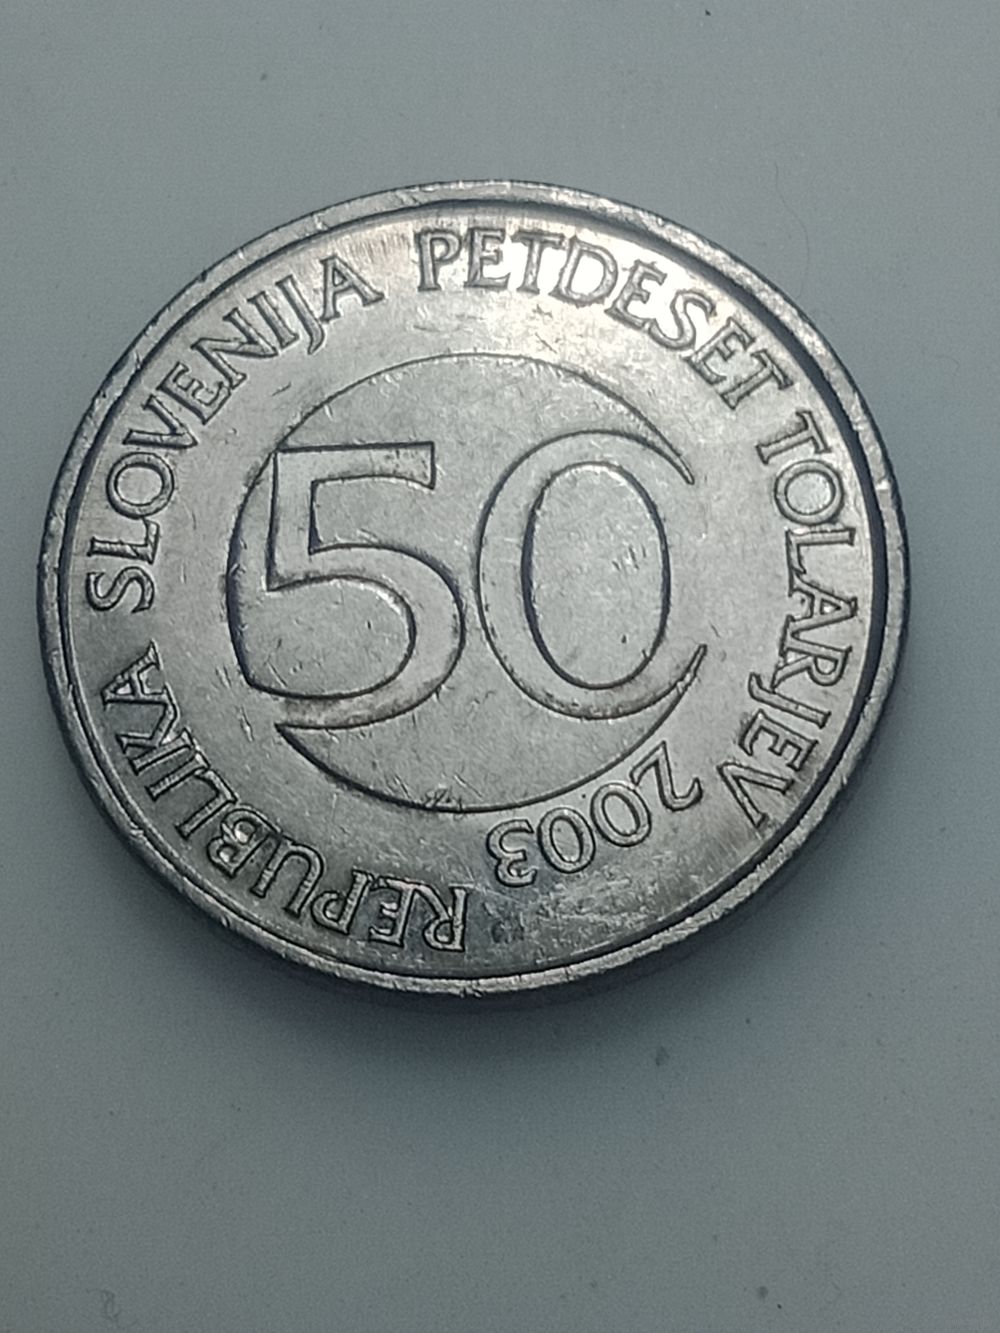 REPUBLIKA SLOVENIJA PETDESET TOLARJEV 2003
50